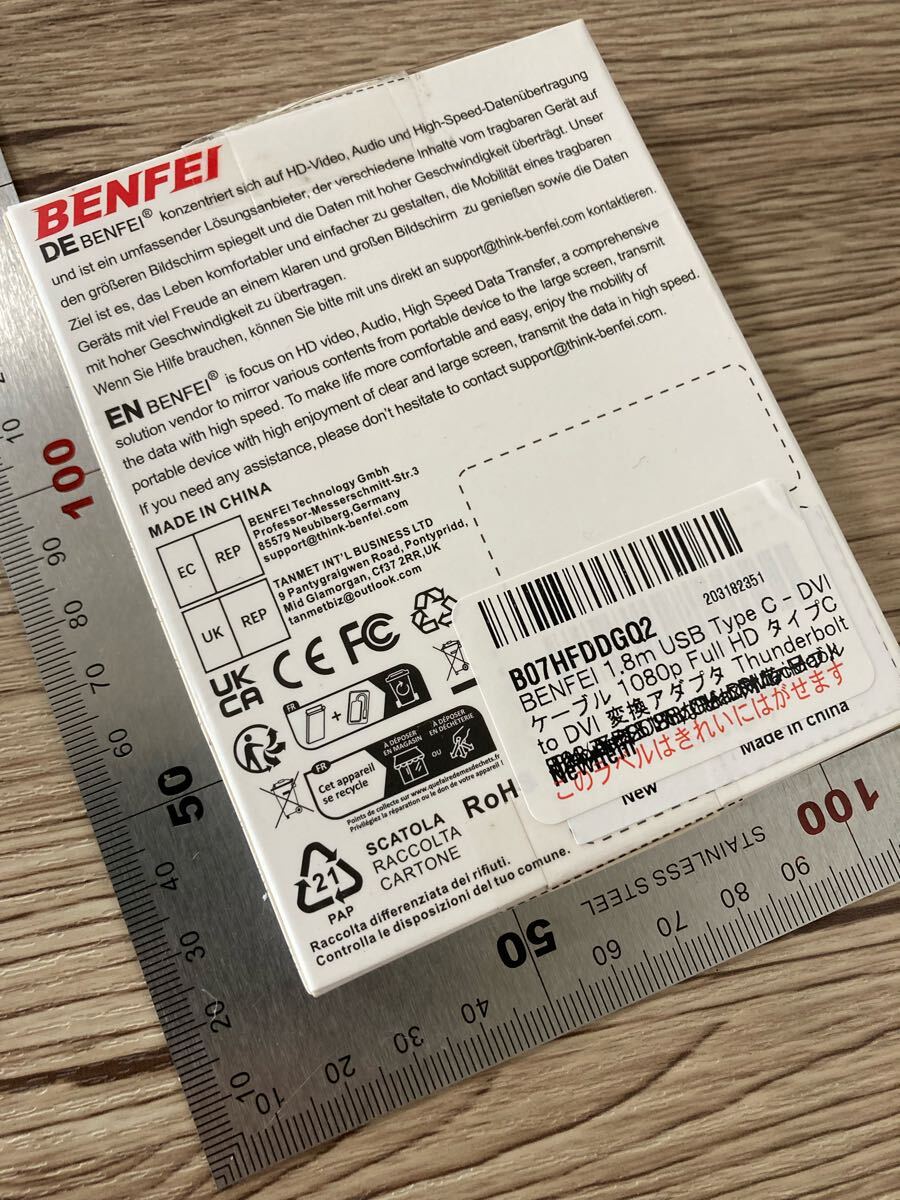 BENFEI
DE BENFEI® konzentriert sich auf HD-Video, Audio und High-Speed-Datenübertragung
und ist ein umfassender Lösungsanbieter, der verschiedene Inhalte vom tragbaren Gerät auf
den größeren Bildschirm spiegelt und die Daten mit hoher Geschwindigkeit überträgt. Unser
Ziel ist es, das Leben komfortabler und einfacher zu gestalten, die Mobilität eines tragbaren
Geräts mit viel Freude an einem klaren und großen Bildschirm zu genießen sowie die Daten
mit hoher Geschwindigkeit zu übertragen.
Wenn Sie Hilfe brauchen, können Sie bitte mit uns direkt an support@think-benfei.com kontaktieren.
EN BENFEI® is focus on HD video, Audio, High Speed Data Transfer, a comprehensive
solution vendor to mirror various contents from portable device to the large screen, transmit
the data with high speed. To make life more comfortable and easy, enjoy the mobility of
portable device with high enjoyment of clear and large screen, transmit the data in high speed.
If you need any assistance, please don't hesitate to contact support@think-benfei.com.
MADE IN CHINA
EC REP
BENFEI Technology Gmbh
Professor-Messerschmitt-Str.3
85579 Neubiberg,Germany
support@think-benfei.com
UK REP
TANMET INT'L BUSINESS LTD
9 Pantygraigwen Road, Pontypridd,
Mid Glamorgan, Cf37 2RR,UK
tanmetbiz@outlook.com
UK
CA
CE FC
FR
+
FR
Cet appareil
se recycle
À DÉPOSER
EN MAGASIN
OU
À DÉPOSER
EN DÉCHÈTERIE
Points de collecte sur www.quefairedemesdechets.fr
Privilégiez la réparation ou le don de votre appareil !
RoH
21
PAP
SCATOLA
RACCOLTA
CARTONE
Raccolta differenziata dei rifiuti.
Controlla le disposizioni del tuo comune.
B07HFDDGQ2
203182351
BENFEI 1.8m USB Type C - DVI
ケーブル 1080p Full HD タイプC
to DVI 変換アダプタ Thunderbolt
このラベルはきれいにはがせます
New
Made in china
STAINLESS STEEL
10 20 30 40 50 60 70 80 90 100
10 20 30 40 50 60 70 80 90 100 10